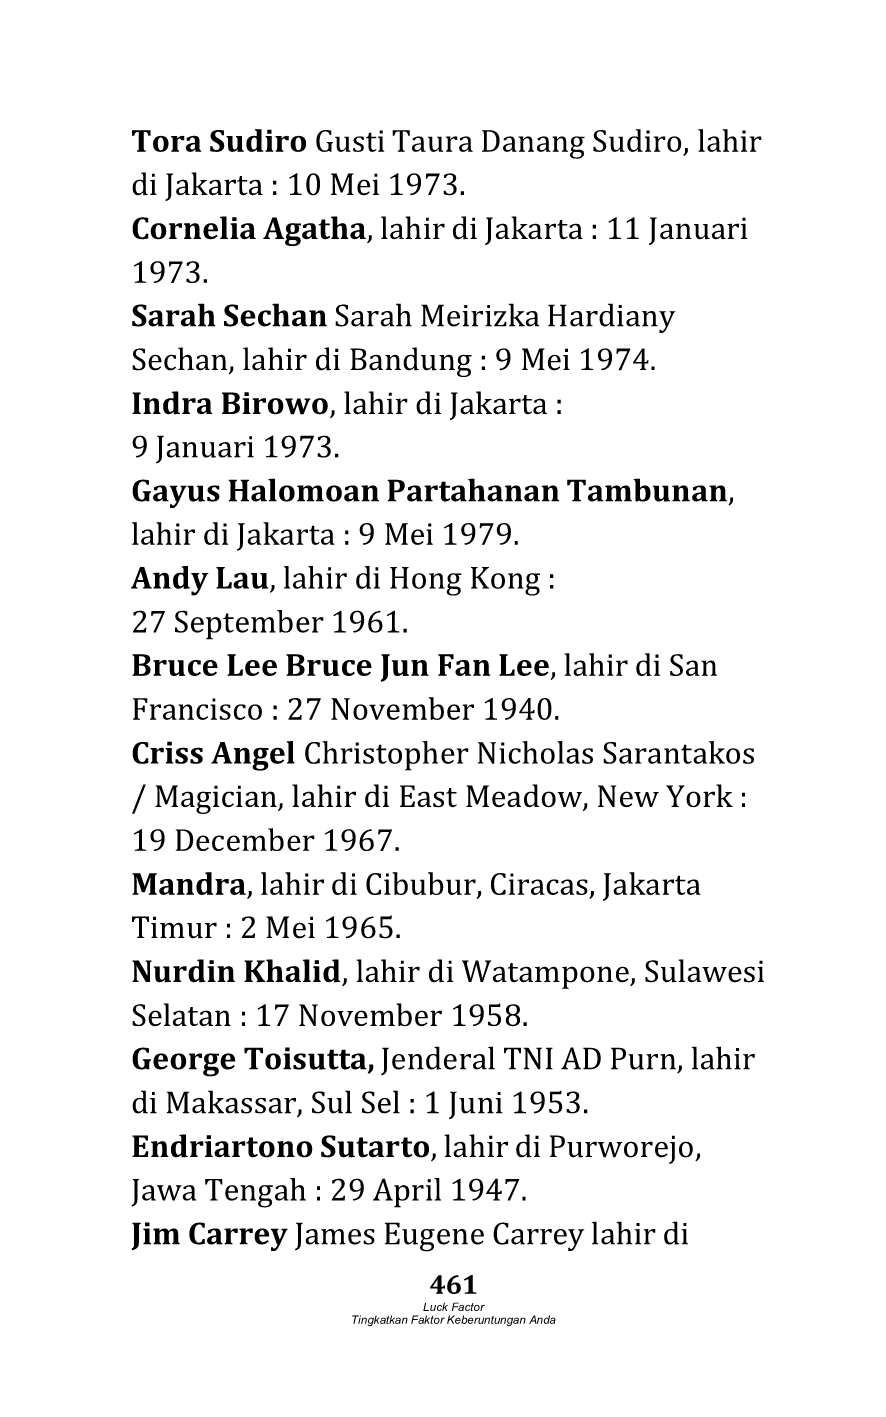 Tora Sudiro Gusti Taura Danang Sudiro, lahir
di Jakarta : 10 Mei 1973.
Cornelia Agatha, lahir di Jakarta : 11 Januari
1973.
Sarah Sechan Sarah Meirizka Hardiany
Sechan, lahir di Bandung : 9 Mei 1974.
Indra Birowo, lahir di Jakarta :
9 Januari 1973.
Gayus Halomoan Partahanan Tambunan,
lahir di Jakarta : 9 Mei 1979.
Andy Lau, lahir di Hong Kong :
27 September 1961.
Bruce Lee Bruce Jun Fan Lee, lahir di San
Francisco : 27 November 1940.
Criss Angel Christopher Nicholas Sarantakos
/ Magician, lahir di East Meadow, New York :
19 December 1967.
Mandra, lahir di Cibubur, Ciracas, Jakarta
Timur : 2 Mei 1965.
Nurdin Khalid, lahir di Watampone, Sulawesi
Selatan : 17 November 1958.
George Toisutta, Jenderal TNI AD Purn, lahir
di Makassar, Sul Sel : 1 Juni 1953.
Endriartono Sutarto, lahir di Purworejo,
Jawa Tengah : 29 April 1947.
Jim Carrey James Eugene Carrey lahir di
461
Luck Factor
Tingkatkan Faktor Keberuntungan Anda